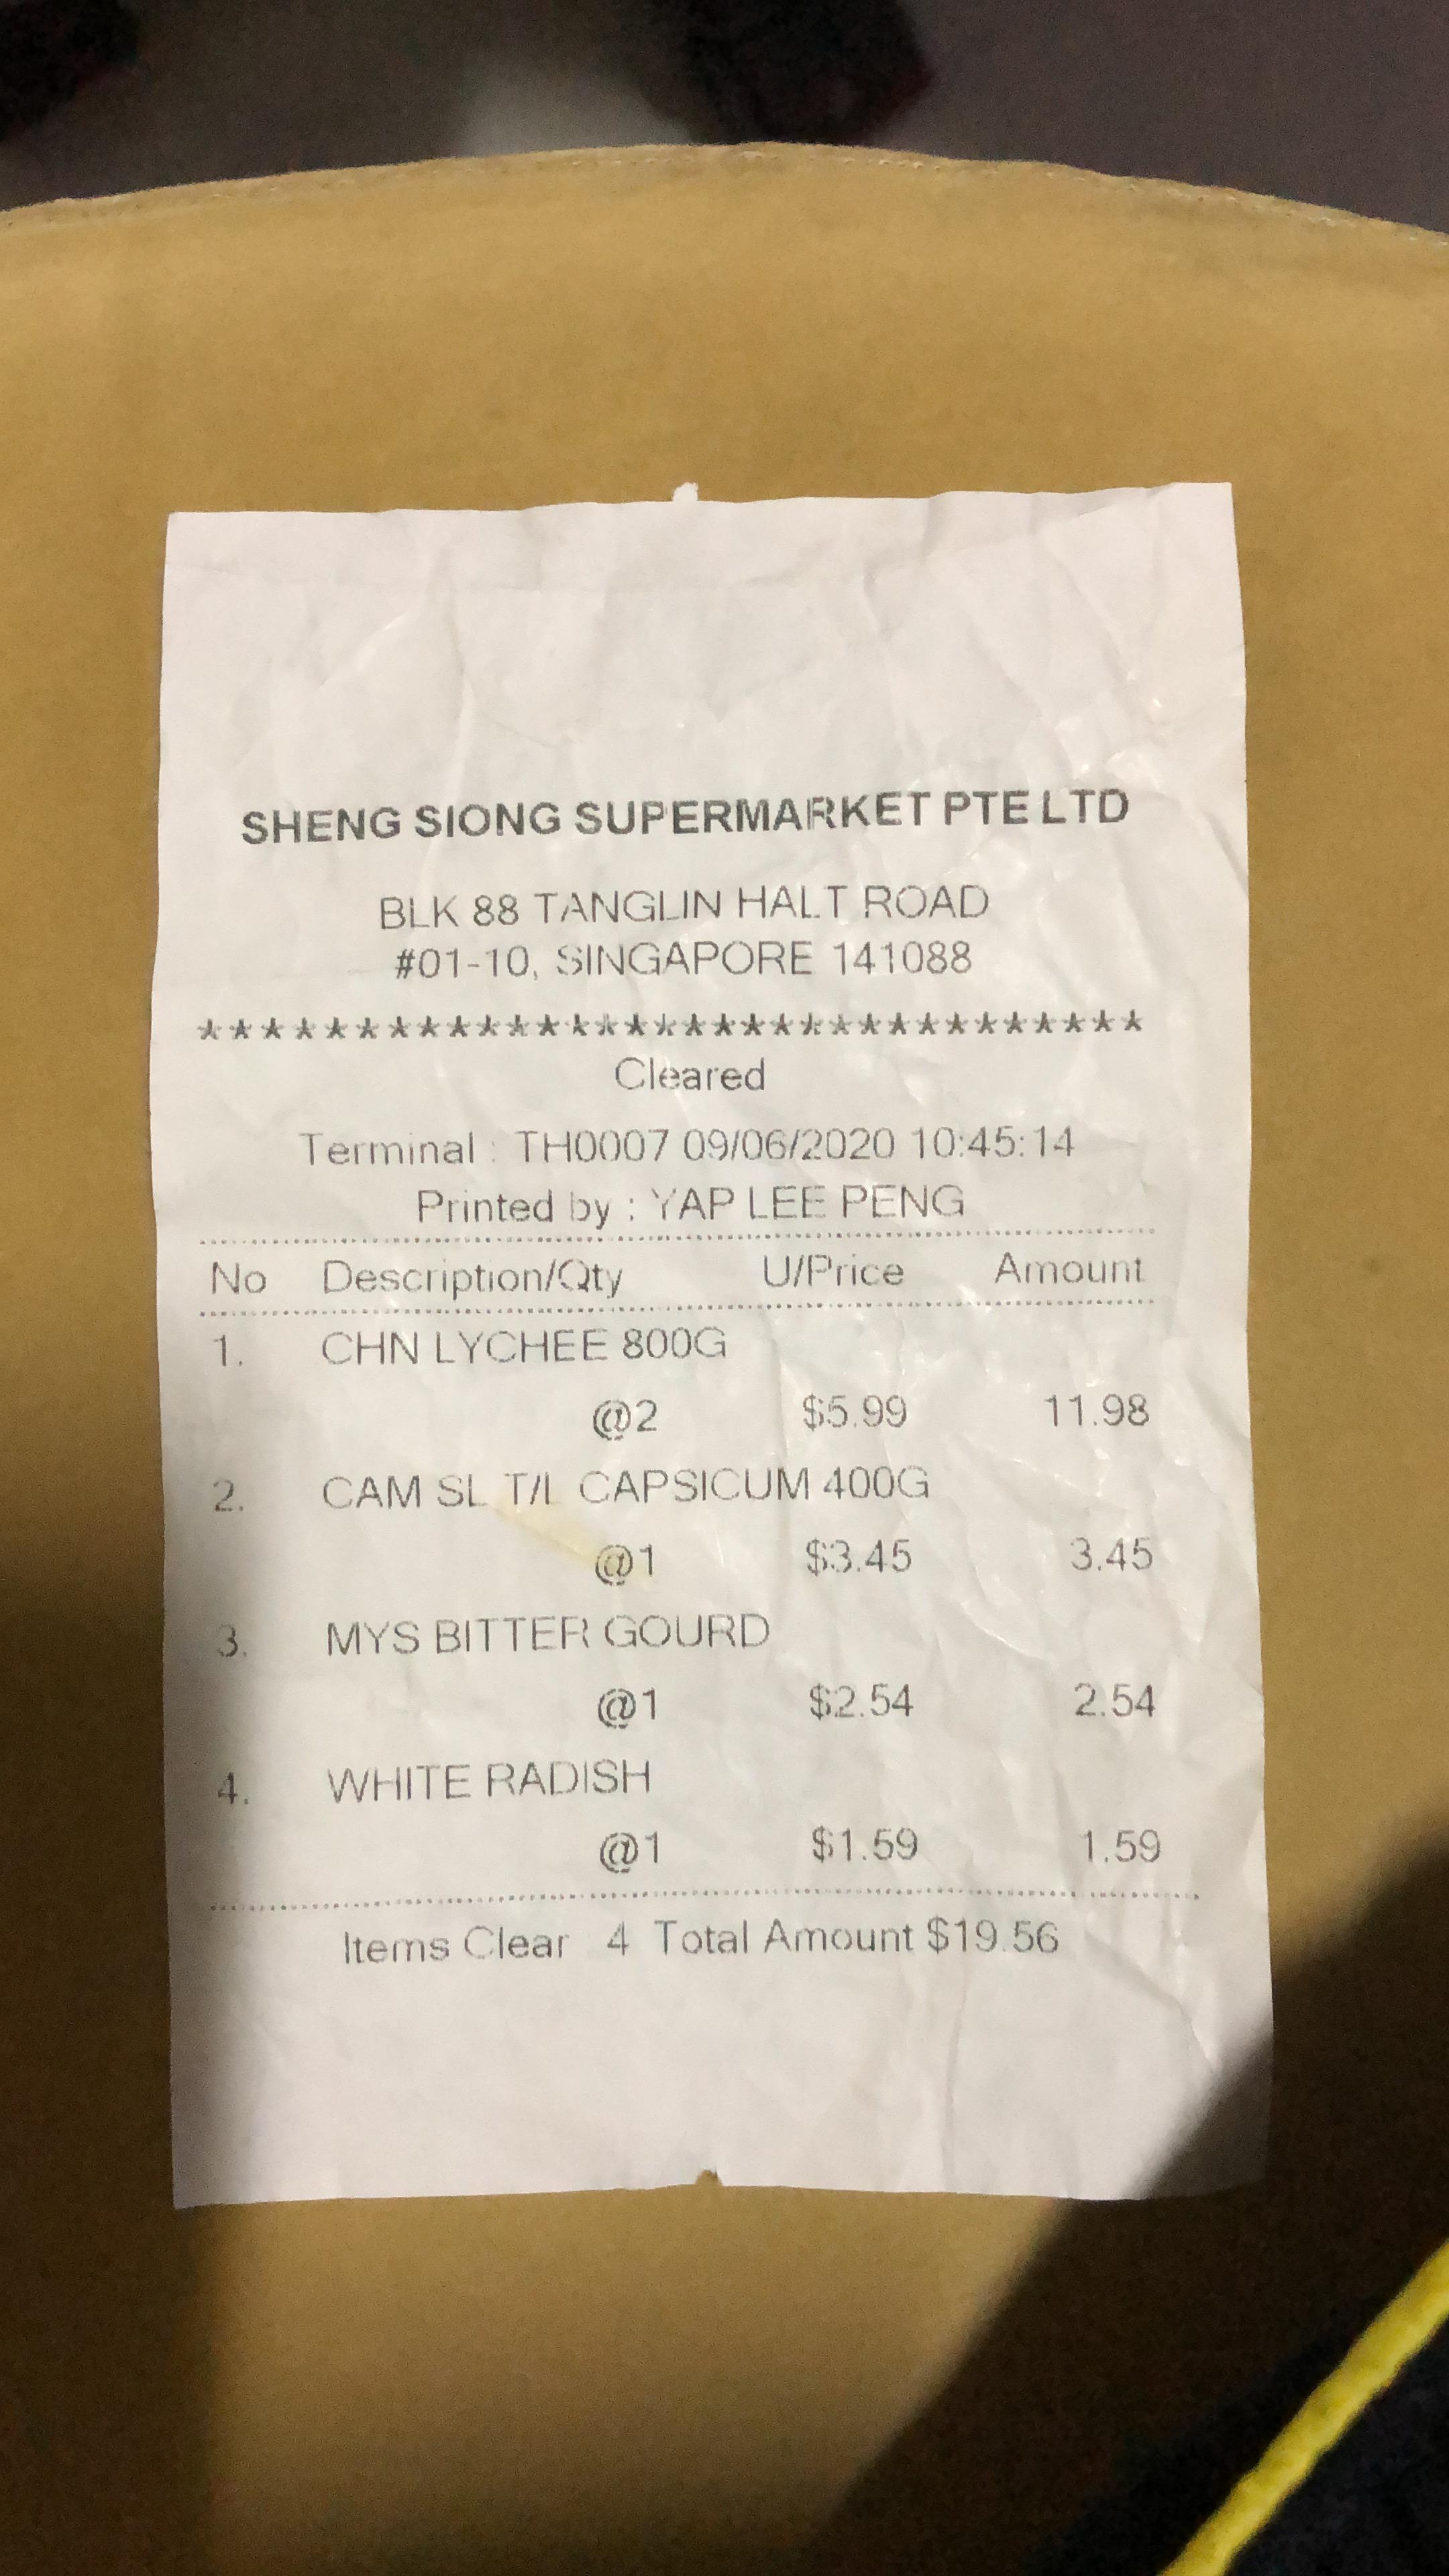 SHENG SIONG SUPERMARKET PTE LTD
BLK 88 TANGLIN HALT ROAD
#01-10, SINGAPORE 141088
********************************
Cleared
Terminal : TH0007 09/06/2020 10:45:14
Printed by : YAP LEE PENG
No Description/Qty U/Price Amount
1. CHN LYCHEE 800G
@2 $5.99 11.98
2. CAM SL T/L CAPSICUM 400G
@1 $3.45 3.45
3. MYS BITTER GOURD
@1 $2.54 2.54
4. WHITE RADISH
@1 $1.59 1.59
Items Clear 4 Total Amount $19.56